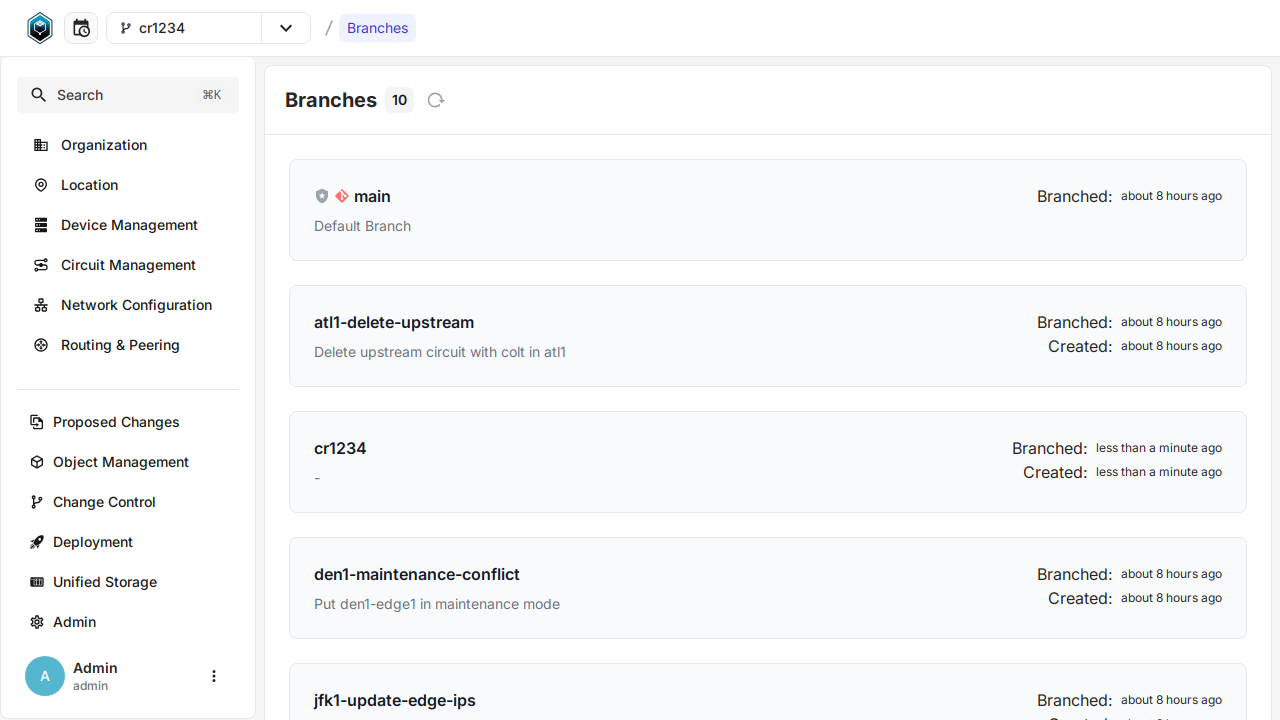 cr1234
/
Branches
Search
⌘K
Organization
Location
Device Management
Circuit Management
Network Configuration
Routing & Peering
Proposed Changes
Object Management
Change Control
Deployment
Unified Storage
Admin
A
Admin
admin
Branches 10
main
Default Branch
Branched: about 8 hours ago
atl1-delete-upstream
Delete upstream circuit with colt in atl1
Branched: about 8 hours ago
Created: about 8 hours ago
cr1234
-
Branched: less than a minute ago
Created: less than a minute ago
den1-maintenance-conflict
Put den1-edge1 in maintenance mode
Branched: about 8 hours ago
Created: about 8 hours ago
jfk1-update-edge-ips
Branched: about 8 hours ago